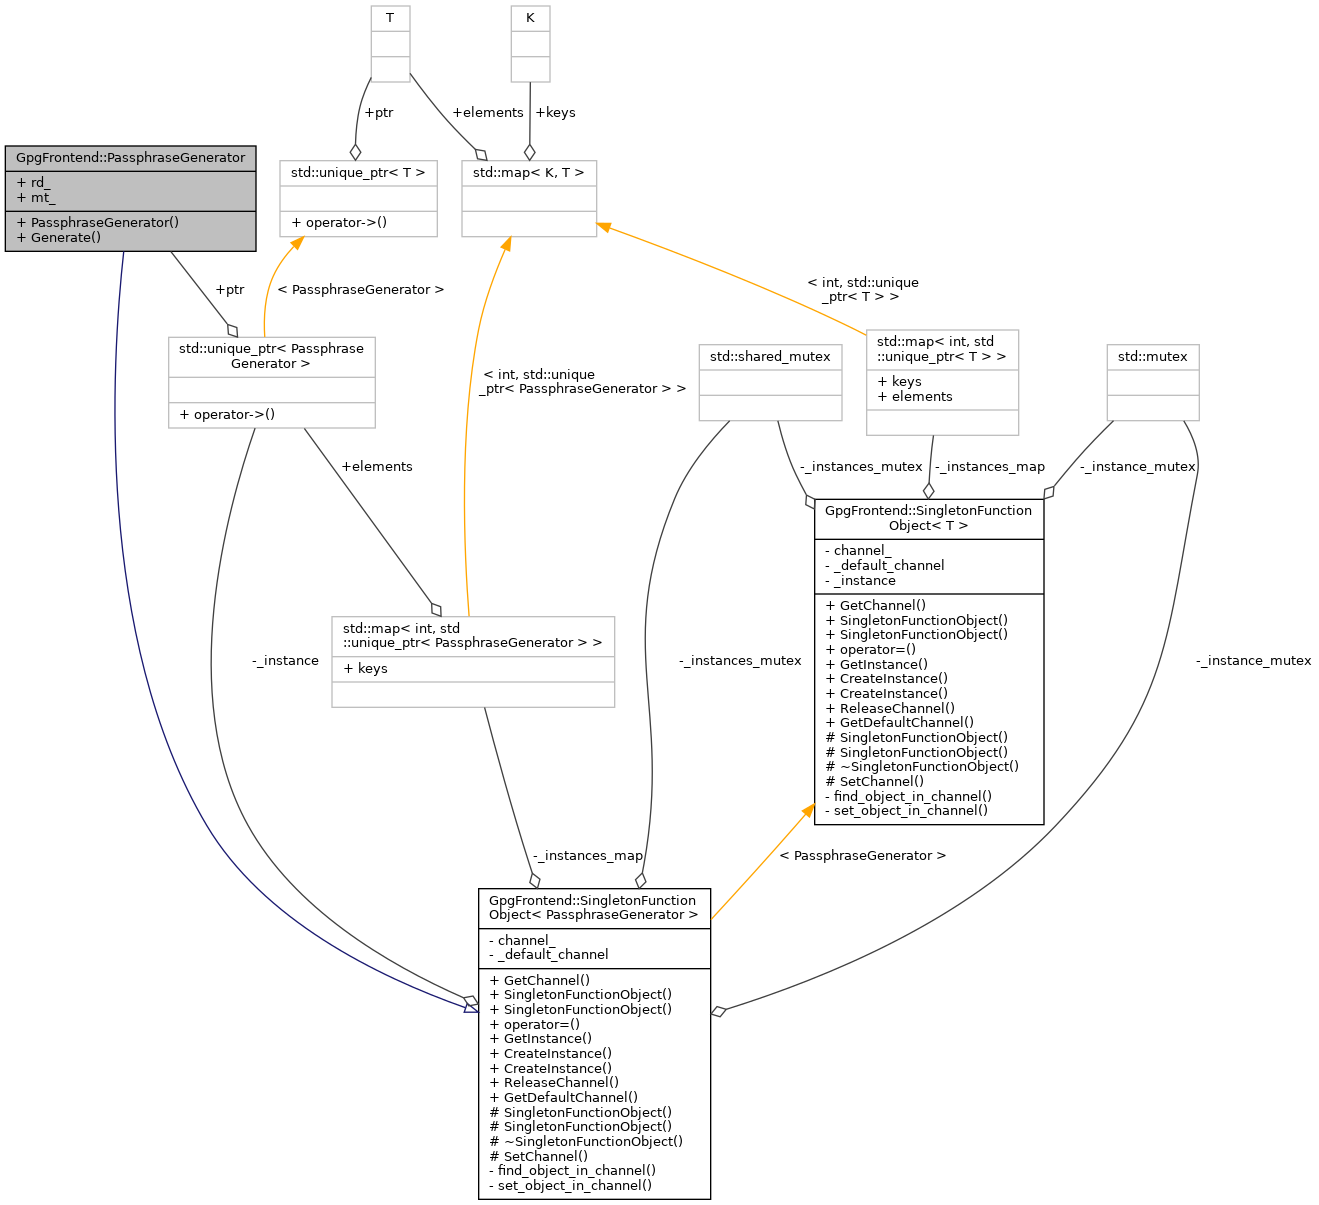 T
K
+ptr
+elements
+keys
GpgFrontend::PassphraseGenerator
+ rd_
+ mt_
+ PassphraseGenerator()
+ Generate()
std::unique_ptr< T >
+ operator->()
std::map< K, T >
+ptr
< PassphraseGenerator >
< int, std::unique
_ptr< T > >
std::unique_ptr< Passphrase
Generator >
+ operator->()
< int, std::unique
_ptr< PassphraseGenerator > >
std::shared_mutex
std::map< int, std
::unique_ptr< T > >
+ keys
+ elements
std::mutex
+elements
-_instances_mutex
-_instances_map
-_instance_mutex
GpgFrontend::SingletonFunction
Object< T >
- channel_
- _default_channel
- _instance
+ GetChannel()
+ SingletonFunctionObject()
+ SingletonFunctionObject()
+ operator=()
+ GetInstance()
+ CreateInstance()
+ CreateInstance()
+ ReleaseChannel()
+ GetDefaultChannel()
# SingletonFunctionObject()
# SingletonFunctionObject()
# ~SingletonFunctionObject()
# SetChannel()
- find_object_in_channel()
- set_object_in_channel()
-_instance
std::map< int, std
::unique_ptr< PassphraseGenerator > >
+ keys
-_instances_mutex
-_instance_mutex
-_instances_map
< PassphraseGenerator >
GpgFrontend::SingletonFunction
Object< PassphraseGenerator >
- channel_
- _default_channel
+ GetChannel()
+ SingletonFunctionObject()
+ SingletonFunctionObject()
+ operator=()
+ GetInstance()
+ CreateInstance()
+ CreateInstance()
+ ReleaseChannel()
+ GetDefaultChannel()
# SingletonFunctionObject()
# SingletonFunctionObject()
# ~SingletonFunctionObject()
# SetChannel()
- find_object_in_channel()
- set_object_in_channel()